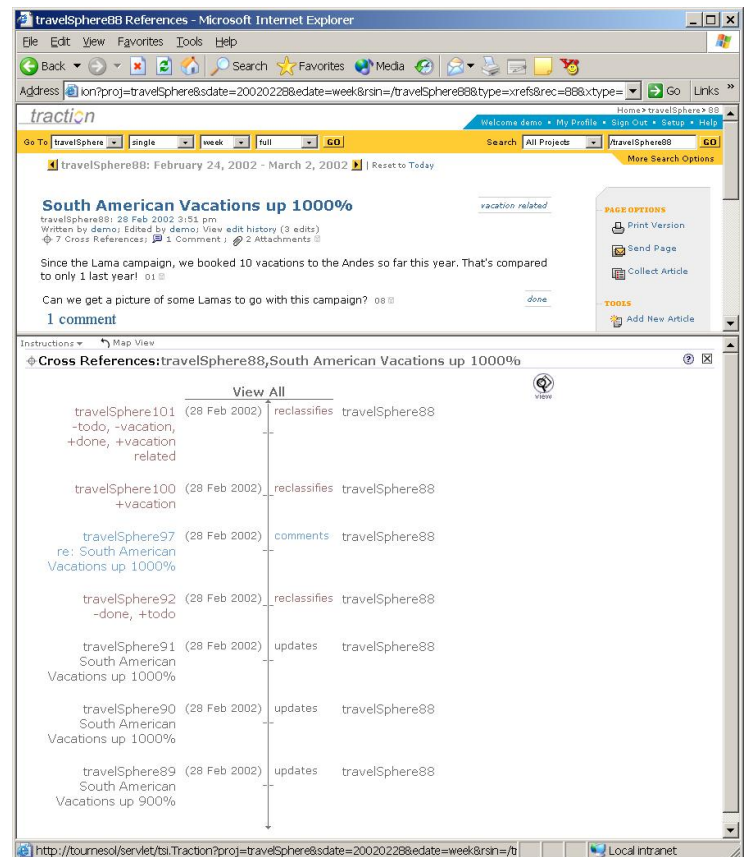 travelSphere88 References - Microsoft Internet Explorer
File Edit View Favorites Tools Help
Back Search Favorites Media
Address ion?proj=travelSphere&sdate=20020228&edate=week&rsin=/travelSphere88&type=xrefs&rec=88&xtype= Go Links »
traction
Home > travelSphere > 88
Welcome demo • My Profile • Sign Out • Setup • Help
Go To travelSphere single week full GO Search All Projects /travelSphere88 GO
travelSphere88: February 24, 2002 - March 2, 2002 | Reset to Today
More Search Options
South American Vacations up 1000%
vacation related
travelSphere88: 28 Feb 2002 3:51 pm
Written by demo; Edited by demo; View edit history (3 edits)
7 Cross References; 1 Comment; 2 Attachments
Since the Lama campaign, we booked 10 vacations to the Andes so far this year. That's compared
to only 1 last year! 01
Can we get a picture of some Lamas to go with this campaign? 08
done
1 comment
PAGE OPTIONS
Print Version
Send Page
Collect Article
TOOLS
Add New Article
Instructions Map View
Cross References:travelSphere88,South American Vacations up 1000%
View All
view
travelSphere101 (28 Feb 2002) reclassifies travelSphere88
-todo, -vacation,
+done, +vacation
related
travelSphere100 (28 Feb 2002) reclassifies travelSphere88
+vacation
travelSphere97 (28 Feb 2002) comments travelSphere88
re: South American
Vacations up 1000%
travelSphere92 (28 Feb 2002) reclassifies travelSphere88
-done, +todo
travelSphere91 (28 Feb 2002) updates travelSphere88
South American
Vacations up 1000%
travelSphere90 (28 Feb 2002) updates travelSphere88
South American
Vacations up 1000%
travelSphere89 (28 Feb 2002) updates travelSphere88
South American
Vacations up 900%
http://tournesol/servlet/tsi.Traction?proj=travelSphere&sdate=20020228&edate=week&rsin=/tr Local intranet